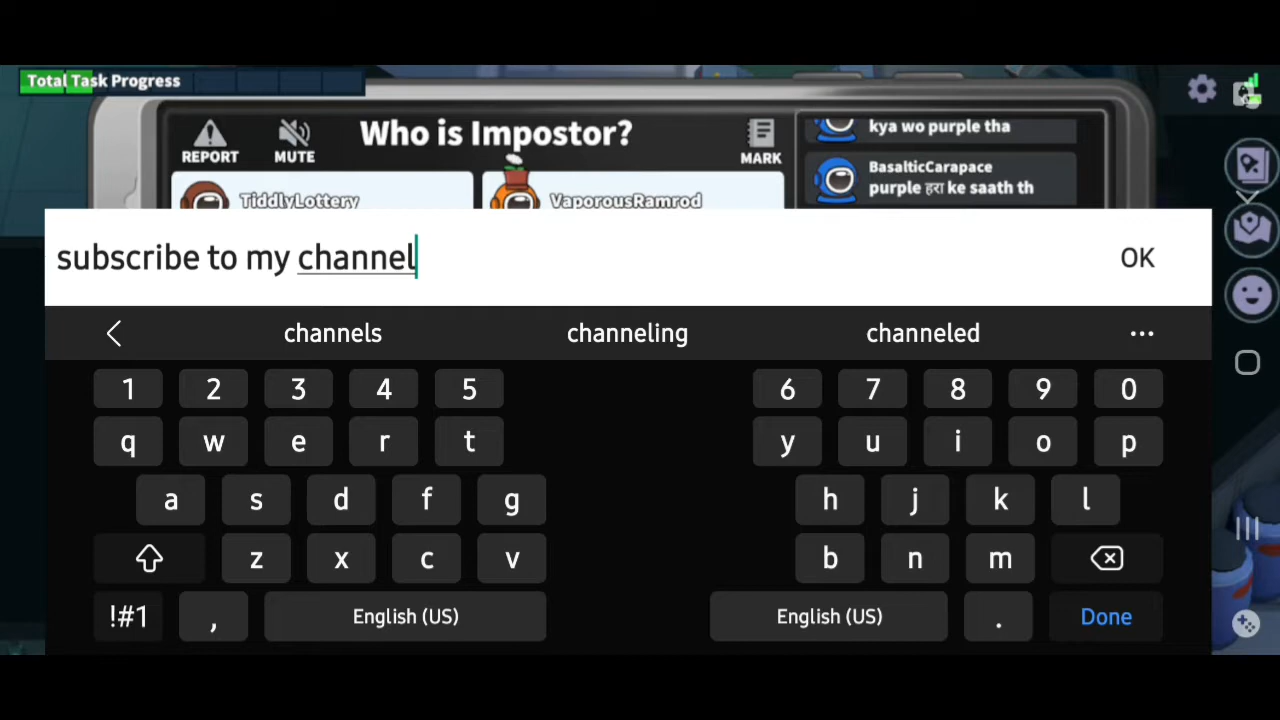 Total Task Progress
REPORT
MUTE
Who is Impostor?
MARK
TiddlyLottery
VaporousRamrod
kya wo purple tha
BasalticCarapace
purple हरा ke saath th
subscribe to my channel
OK
channels channeling channeled
1 2 3 4 5 6 7 8 9 0
q w e r t y u i o p
a s d f g h j k l
z x c v b n m
!#1 , English (US) English (US) . Done